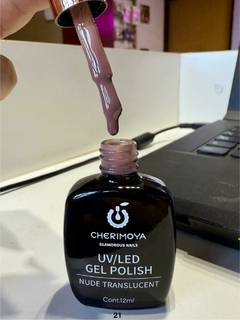 CHERIMOYA
GLAMOROUS NAILS
UV/LED
GEL POLISH
NUDE TRANSLUCENT
Cont.12ml
21